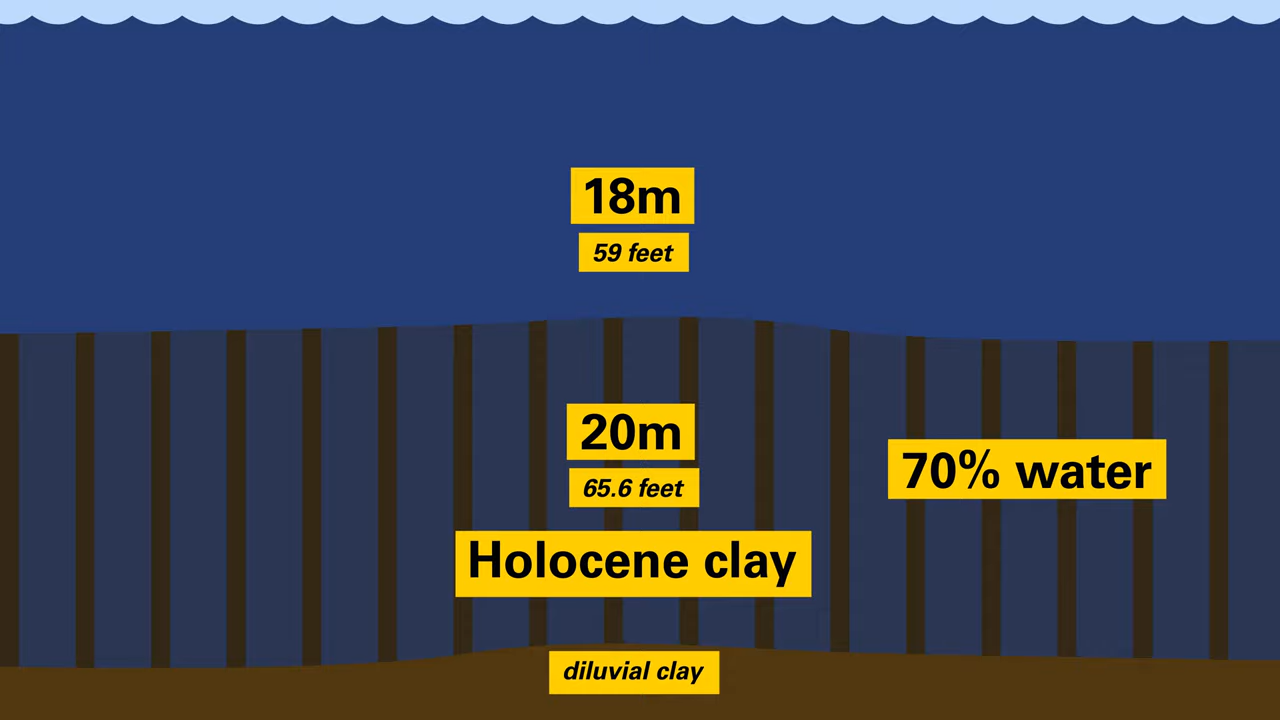 18m
59 feet
20m
65.6 feet
70% water
Holocene clay
diluvial clay